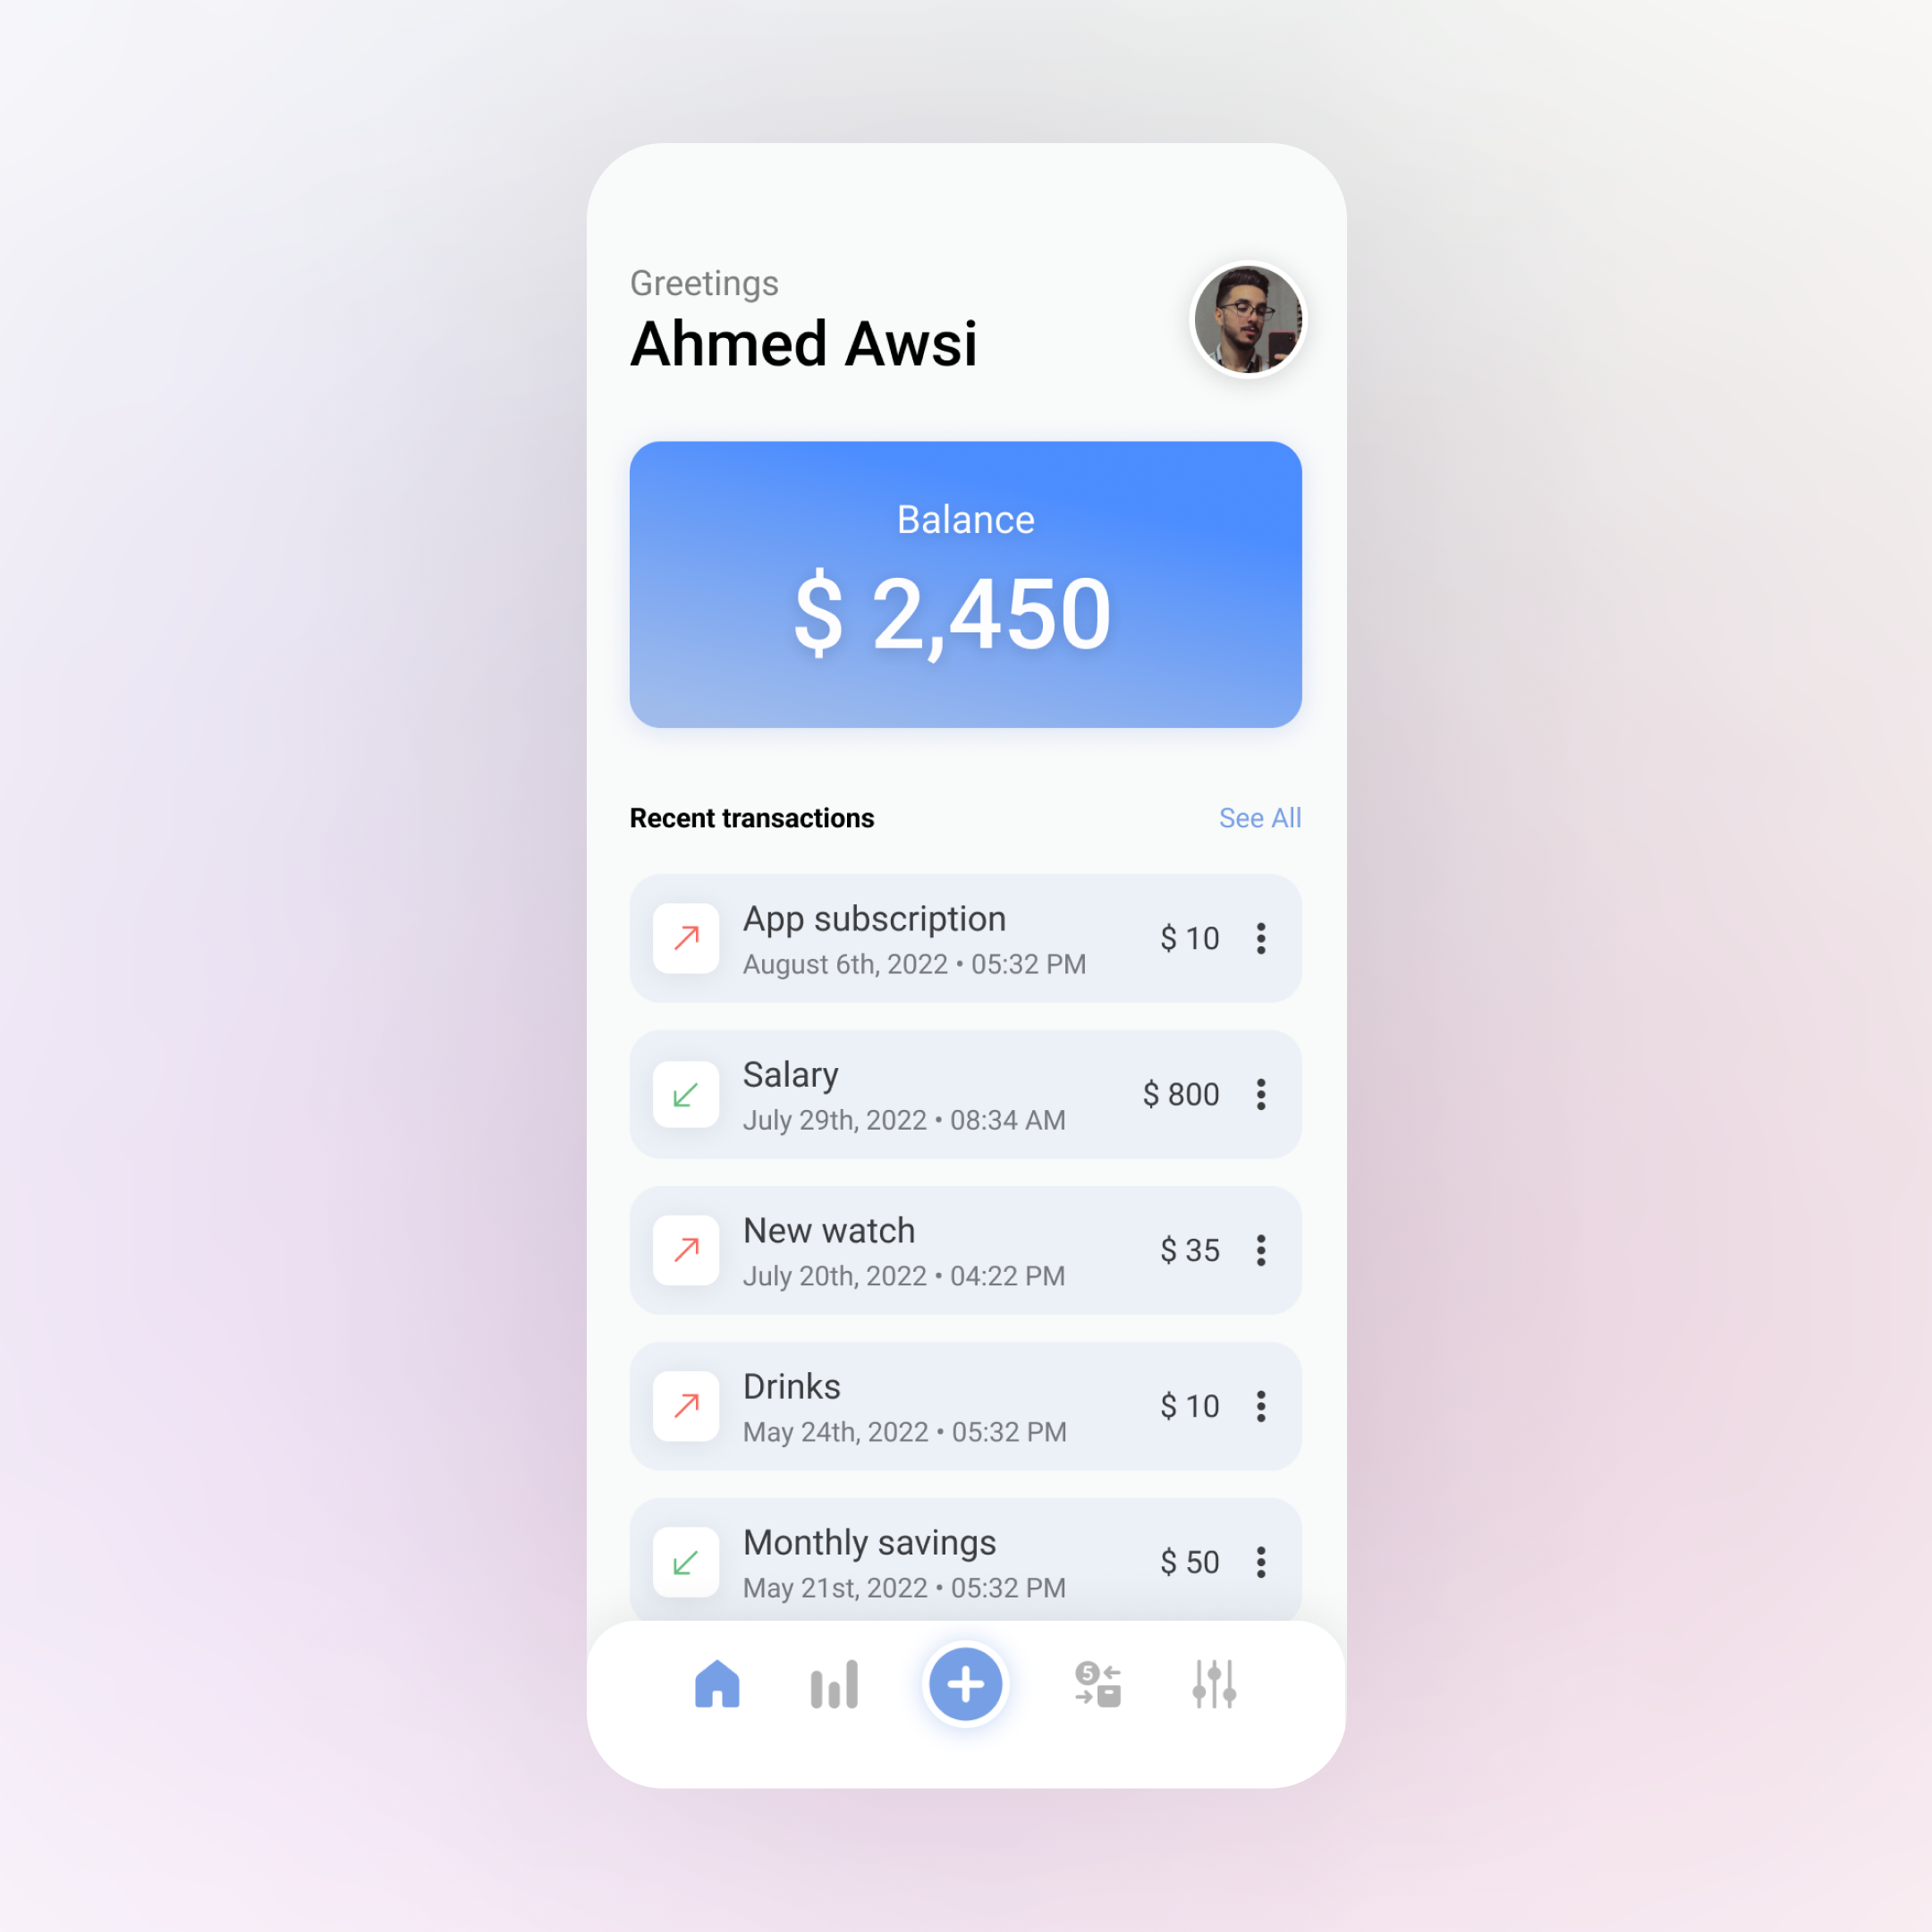 Greetings
Ahmed Awsi
Balance
$ 2,450
Recent transactions
See All
App subscription
August 6th, 2022 • 05:32 PM
$ 10
Salary
July 29th, 2022 • 08:34 AM
$ 800
New watch
July 20th, 2022 • 04:22 PM
$ 35
Drinks
May 24th, 2022 • 05:32 PM
$ 10
Monthly savings
May 21st, 2022 • 05:32 PM
$ 50
5